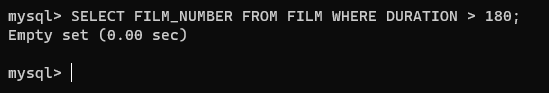 mysql> SELECT FILM_NUMBER FROM FILM WHERE DURATION > 180;
Empty set (0.00 sec)
mysql>